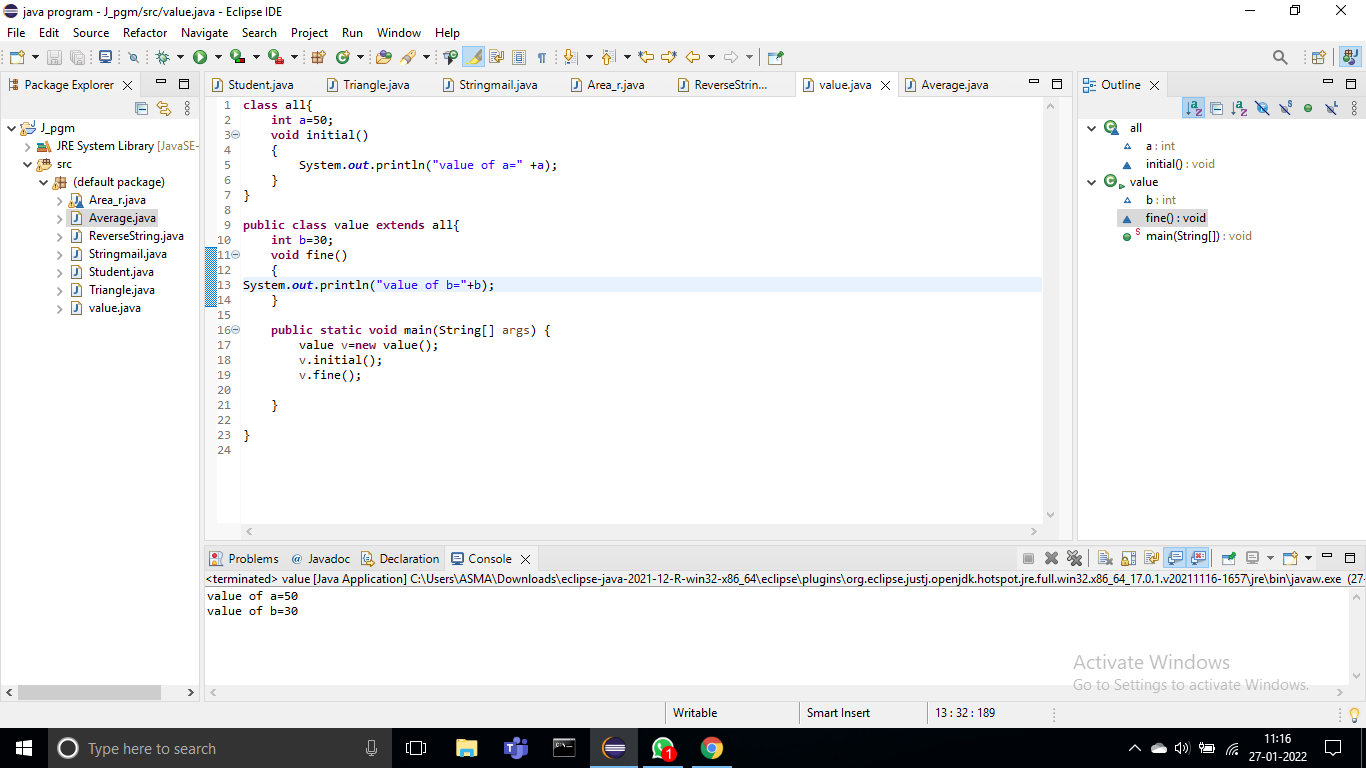 java program - J_pgm/src/value.java - Eclipse IDE
File Edit Source Refactor Navigate Search Project Run Window Help
Package Explorer
J_pgm
JRE System Library [JavaSE-
src
(default package)
Area_r.java
Average.java
ReverseString.java
Stringmail.java
Student.java
Triangle.java
value.java
Student.java Triangle.java Stringmail.java Area_r.java ReverseStrin... value.java Average.java
1 class all{
2 int a=50;
3 void initial()
4 {
5 System.out.println("value of a=" +a);
6 }
7 }
8
9 public class value extends all{
10 int b=30;
11 void fine()
12 {
13 System.out.println("value of b="+b);
14 }
15
16 public static void main(String[] args) {
17 value v=new value();
18 v.initial();
19 v.fine();
20
21 }
22
23 }
24
Outline
all
a : int
initial() : void
value
b : int
fine() : void
main(String[]) : void
Problems @ Javadoc Declaration Console
<terminated> value [Java Application] C:\Users\ASMA\Downloads\eclipse-java-2021-12-R-win32-x86_64\eclipse\plugins\org.eclipse.justj.openjdk.hotspot.jre.full.win32.x86_64_17.0.1.v20211116-1657\jre\bin\javaw.exe (27-
value of a=50
value of b=30
Activate Windows
Go to Settings to activate Windows.
Writable Smart Insert 13 : 32 : 189
Type here to search
1
11:16
27-01-2022